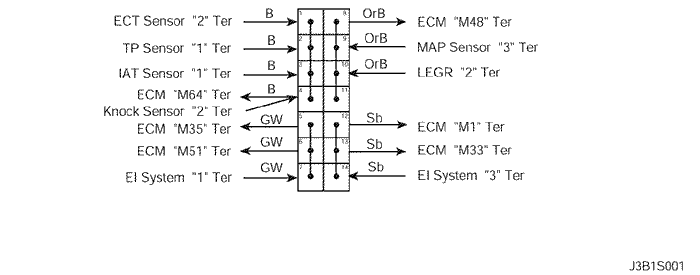 ECT Sensor "2" Ter B 1 8 OrB ECM "M48" Ter
TP Sensor "1" Ter B 2 9 OrB MAP Sensor "3" Ter
IAT Sensor "1" Ter B 3 10 OrB LEGR "2" Ter
ECM "M64" Ter B 4 11
Knock Sensor "2" Ter
ECM "M35" Ter GW 5 12 Sb ECM "M1" Ter
ECM "M51" Ter GW 6 13 Sb ECM "M33" Ter
EI System "1" Ter GW 7 14 Sb EI System "3" Ter
J3B1S001